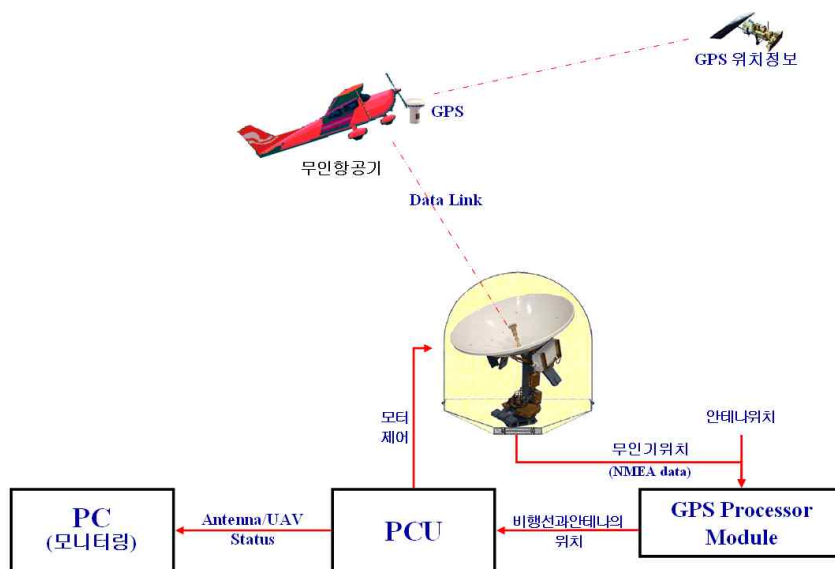 GPS 위치정보
GPS
무인항공기
Data Link
모터
제어
안테나위치
무인기위치
(NMEA data)
PC
(모니터링)
Antenna/UAV
Status
PCU
비행선과안테나의
위치
GPS Processor
Module